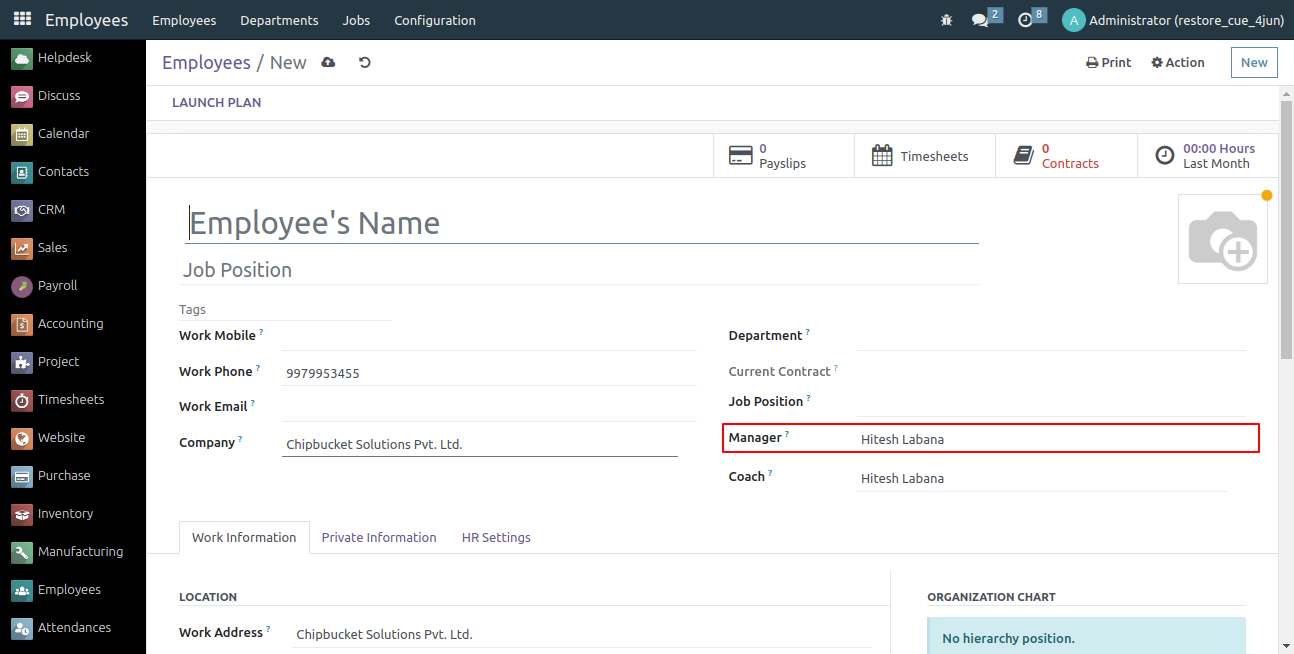 Employees Employees Departments Jobs Configuration 2 8 A Administrator (restore_cue_4jun)
Helpdesk
Discuss
Calendar
Contacts
CRM
Sales
Payroll
Accounting
Project
Timesheets
Website
Purchase
Inventory
Manufacturing
Employees
Attendances
Employees / New Print Action New
LAUNCH PLAN
0 Payslips
Timesheets
0 Contracts
00:00 Hours Last Month
Employee's Name
Job Position
Tags
Work Mobile ?
Work Phone ? 9979953455
Work Email ?
Company ? Chipbucket Solutions Pvt. Ltd.
Department ?
Current Contract ?
Job Position ?
Manager ? Hitesh Labana
Coach ? Hitesh Labana
Work Information Private Information HR Settings
LOCATION
Work Address ? Chipbucket Solutions Pvt. Ltd.
ORGANIZATION CHART
No hierarchy position.